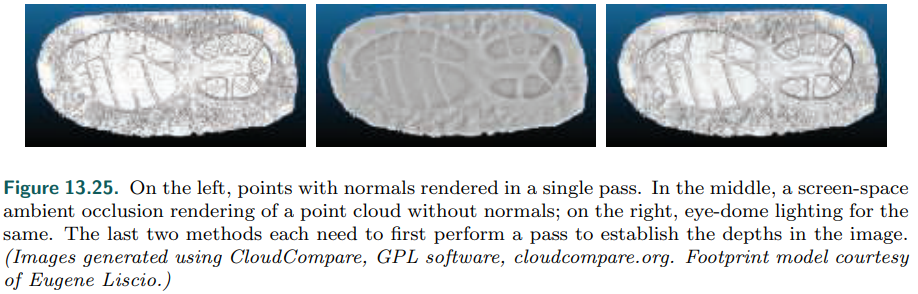 Figure 13.25. On the left, points with normals rendered in a single pass. In the middle, a screen-space
ambient occlusion rendering of a point cloud without normals; on the right, eye-dome lighting for the
same. The last two methods each need to first perform a pass to establish the depths in the image.
(Images generated using CloudCompare, GPL software, cloudcompare.org. Footprint model courtesy
of Eugene Liscio.)